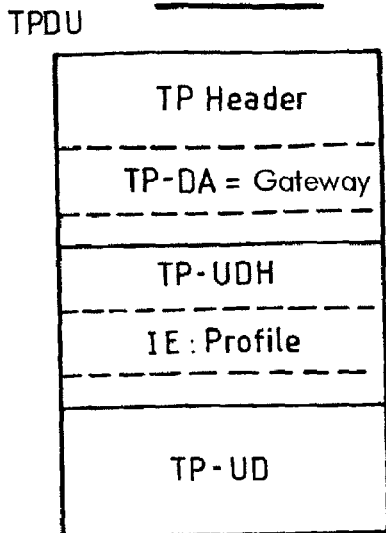 TPDU
TP Header
TP-DA = Gateway
TP-UDH
IE: Profile
TP-UD